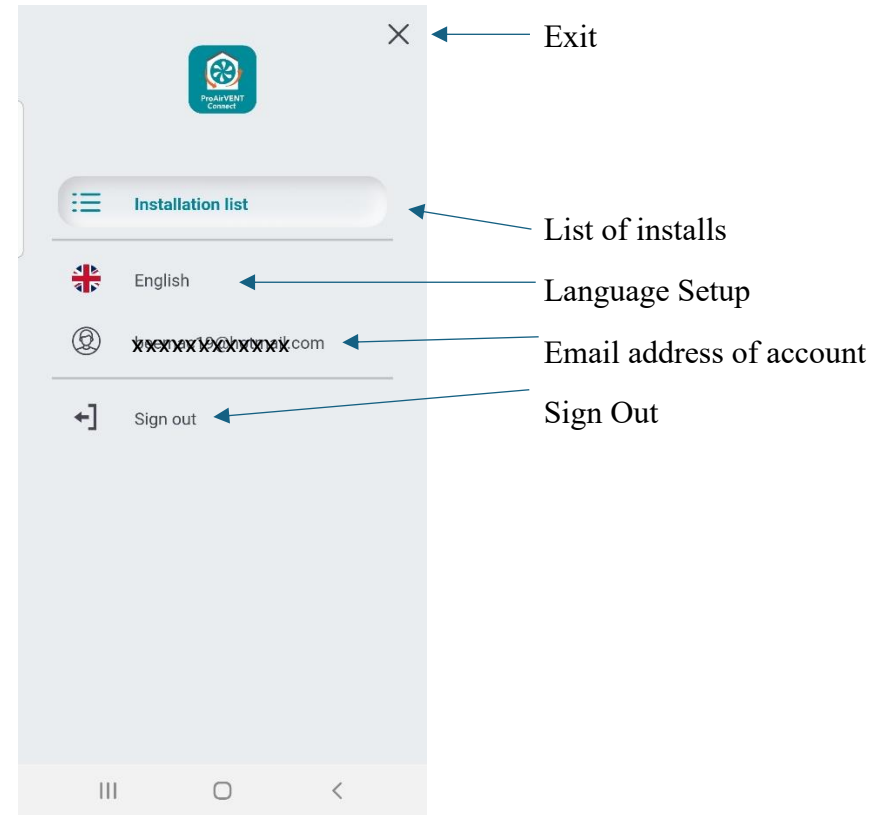 Exit
ProAirVENT
Connect
Installation list
List of installs
English
Language Setup
.com
Email address of account
Sign out
Sign Out